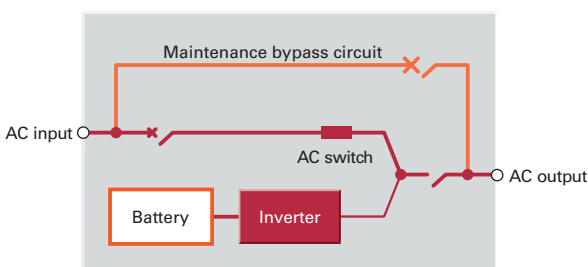 Maintenance bypass circuit
AC input
AC switch
AC output
Battery
Inverter